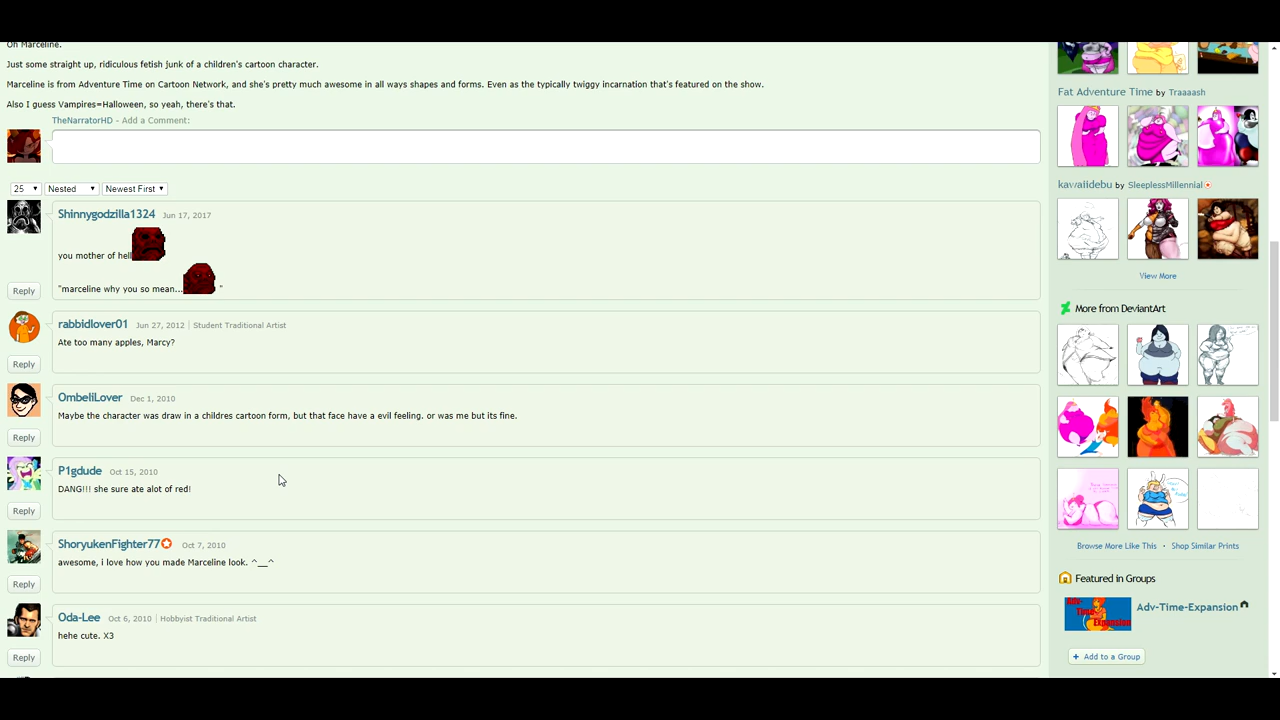 Oh Marceline.
Just some straight up, ridiculous fetish junk of a children's cartoon character.
Marceline is from Adventure Time on Cartoon Network, and she's pretty much awesome in all ways shapes and forms. Even as the typically twiggy incarnation that's featured on the show.
Also I guess Vampires=Halloween, so yeah, there's that.
TheNarratorHD - Add a Comment:
25 Nested Newest First
Shinnygodzilla1324 Jun 17, 2017
you mother of hell
"marceline why you so mean... "
Reply
rabbidlover01 Jun 27, 2012 | Student Traditional Artist
Ate too many apples, Marcy?
Reply
OmbeliLover Dec 1, 2010
Maybe the character was draw in a childres cartoon form, but that face have a evil feeling. or was me but its fine.
Reply
P1gdude Oct 15, 2010
DANG!!! she sure ate alot of red!
Reply
ShoryukenFighter77 Oct 7, 2010
awesome, i love how you made Marceline look. ^__^
Reply
Oda-Lee Oct 6, 2010 | Hobbyist Traditional Artist
hehe cute. X3
Reply
Fat Adventure Time by Traaaash
kawaiidebu by SleeplessMillennial
View More
More from DeviantArt
Browse More Like This · Shop Similar Prints
Featured in Groups
Adv-Time-Expansion
Adv-
Time
Expansion
+ Add to a Group